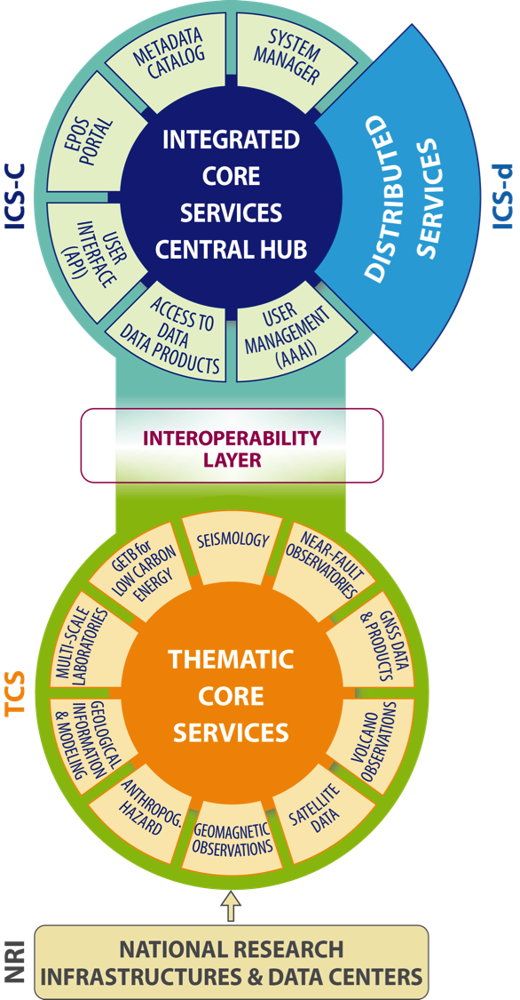 METADATA
CATALOG
SYSTEM
MANAGER
EPOS
PORTAL
INTEGRATED
CORE
SERVICES
CENTRAL HUB
DISTRIBUTED
SERVICES
ICS-C
ICS-d
USER
INTERFACE
(API)
ACCESS TO
DATA
DATA PRODUCTS
USER
MANAGEMENT
(AAAI)
INTEROPERABILITY
LAYER
SEISMOLOGY
GETB for
LOW CARBON
ENERGY
NEAR-FAULT
OBSERVATORIES
MULTI-SCALE
LABORATORIES
GNSS DATA
& PRODUCTS
THEMATIC
CORE
SERVICES
TCS
GEOLOGICAL
INFORMATION
& MODELING
VOLCANO
OBSERVATIONS
ANTHROPOG.
HAZARD
GEOMAGNETIC
OBSERVATIONS
SATELLITE
DATA
NRI
NATIONAL RESEARCH
INFRASTRUCTURES & DATA CENTERS